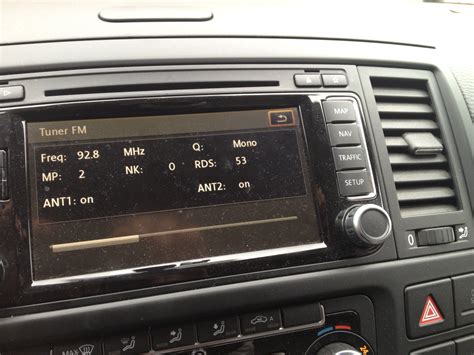 Tuner FM
Freq: 92.8 MHz Q: Mono
MP: 2 NK: 0 RDS: 53
ANT1: on ANT2: on
MAP
NAV
TRAFFIC
SETUP
0
A